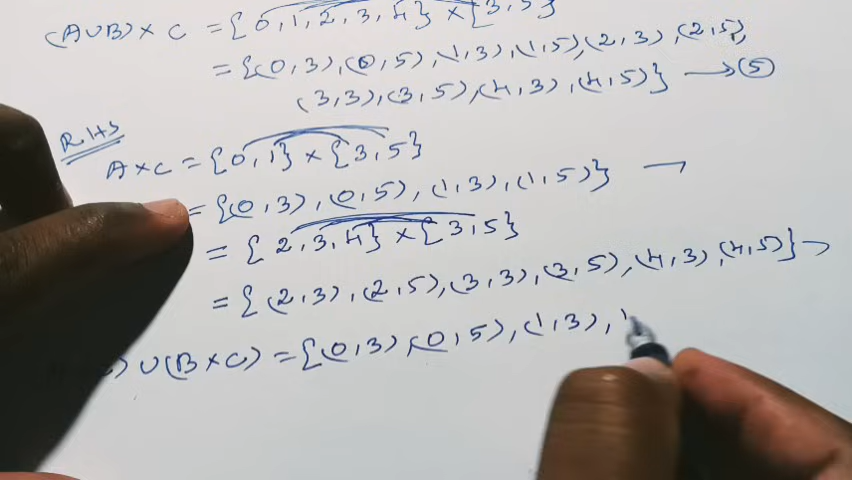 (A∪B)×C = {0,1,2,3,4} × {3,5}
= {(0,3),(0,5),(1,3),(1,5),(2,3),(2,5),
(3,3),(3,5),(4,3),(4,5)} → (5)
R.H.S
A×C = {0,1} × {3,5}
= {(0,3),(0,5),(1,3),(1,5)} →
= {2,3,4} × {3,5}
= {(2,3),(2,5),(3,3),(3,5),(4,3),(4,5)} →
) ∪(B×C) = {(0,3),(0,5),(1,3),